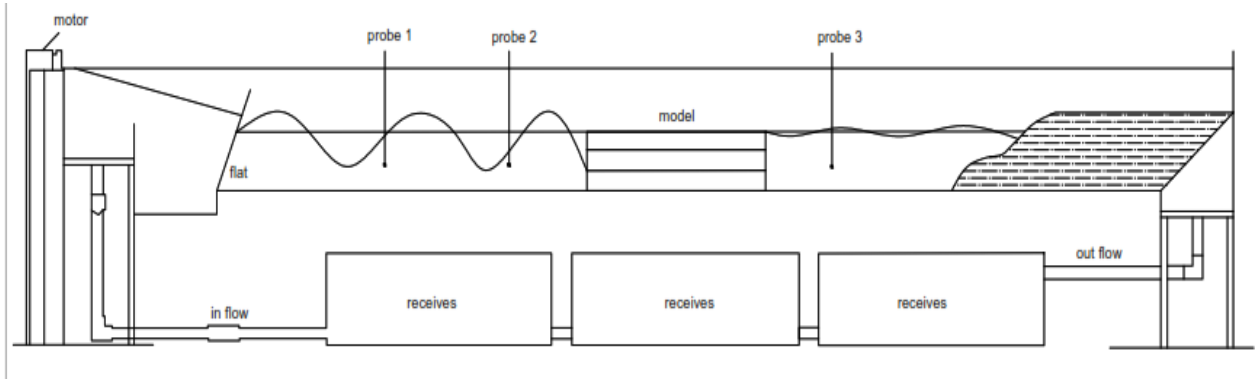 motor
probe 1
probe 2
probe 3
model
flat
out flow
in flow
receives
receives
receives